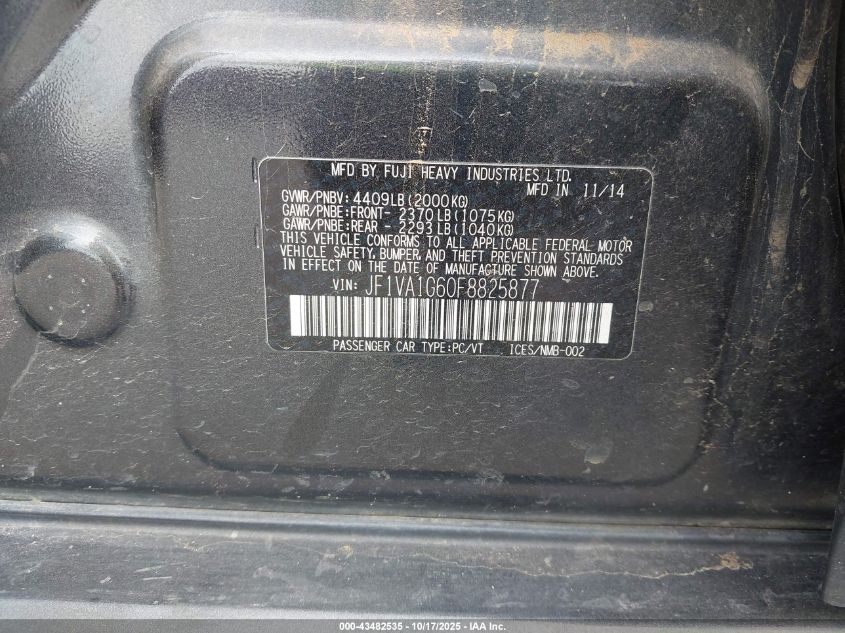 MFD BY FUJI HEAVY INDUSTRIES LTD.
MFD IN 11/14
GVWR/PNBV: 4409LB(2000KG)
GAWR/PNBE:FRONT- 2370LB(1075KG)
GAWR/PNBE:REAR - 2293LB(1040KG)
THIS VEHICLE CONFORMS TO ALL APPLICABLE FEDERAL MOTOR
VEHICLE SAFETY, BUMPER, AND THEFT PREVENTION STANDARDS
IN EFFECT ON THE DATE OF MANUFACTURE SHOWN ABOVE.
VIN: JF1VA1G60F8825877
PASSENGER CAR TYPE:PC/VT ICES/NMB-002
000-43482535 - 10/17/2025 - IAA Inc.